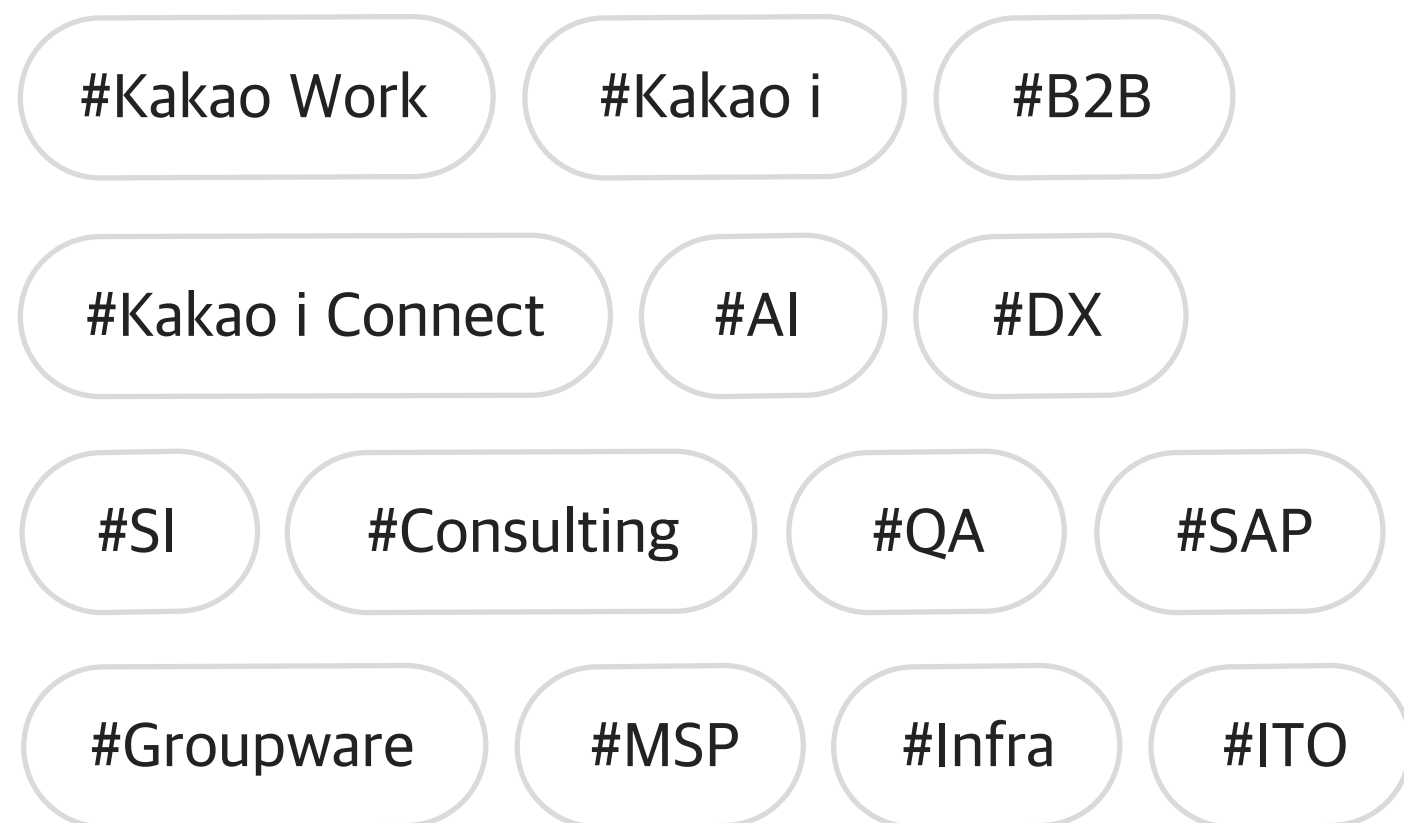 #Kakao Work #Kakao i #B2B
#Kakao i Connect #AI #DX
#SI #Consulting #QA #SAP
#Groupware #MSP #Infra #ITO